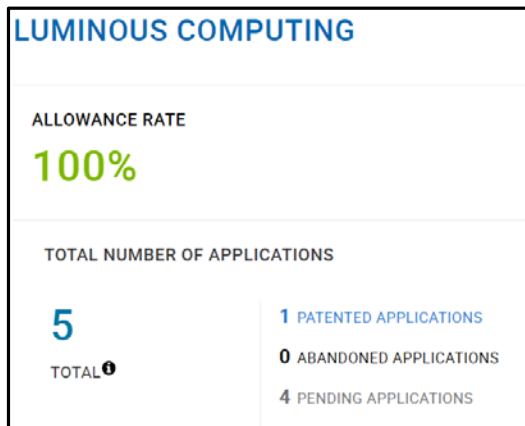 LUMINOUS COMPUTING
ALLOWANCE RATE
100%
TOTAL NUMBER OF APPLICATIONS
5
TOTAL
1 PATENTED APPLICATIONS
0 ABANDONED APPLICATIONS
4 PENDING APPLICATIONS